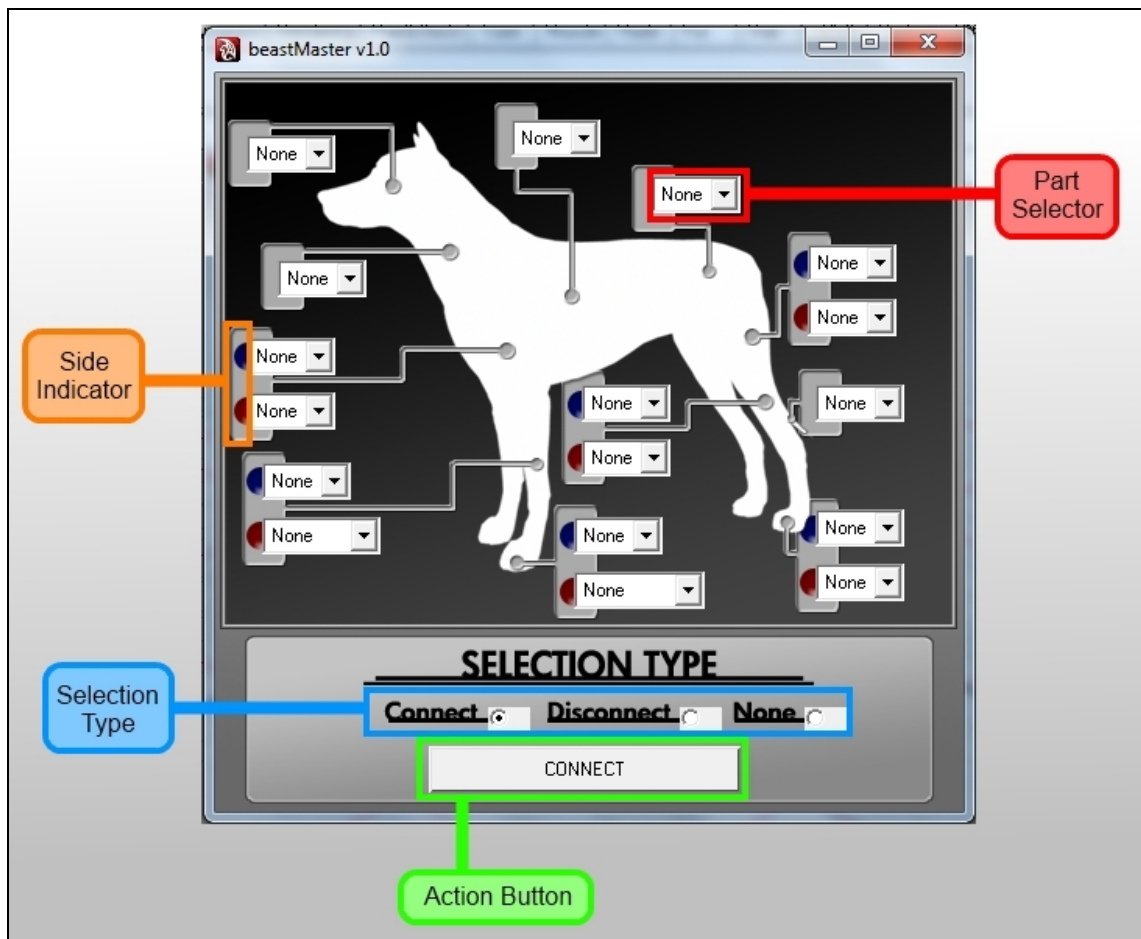 beastMaster v1.0
None
None
None
Part
Selector
None
None
None
Side
Indicator
None
None
None
None
None
None
None
None
None
None
None
None
SELECTION TYPE
Selection
Type
Connect
Disconnect
None
CONNECT
Action Button